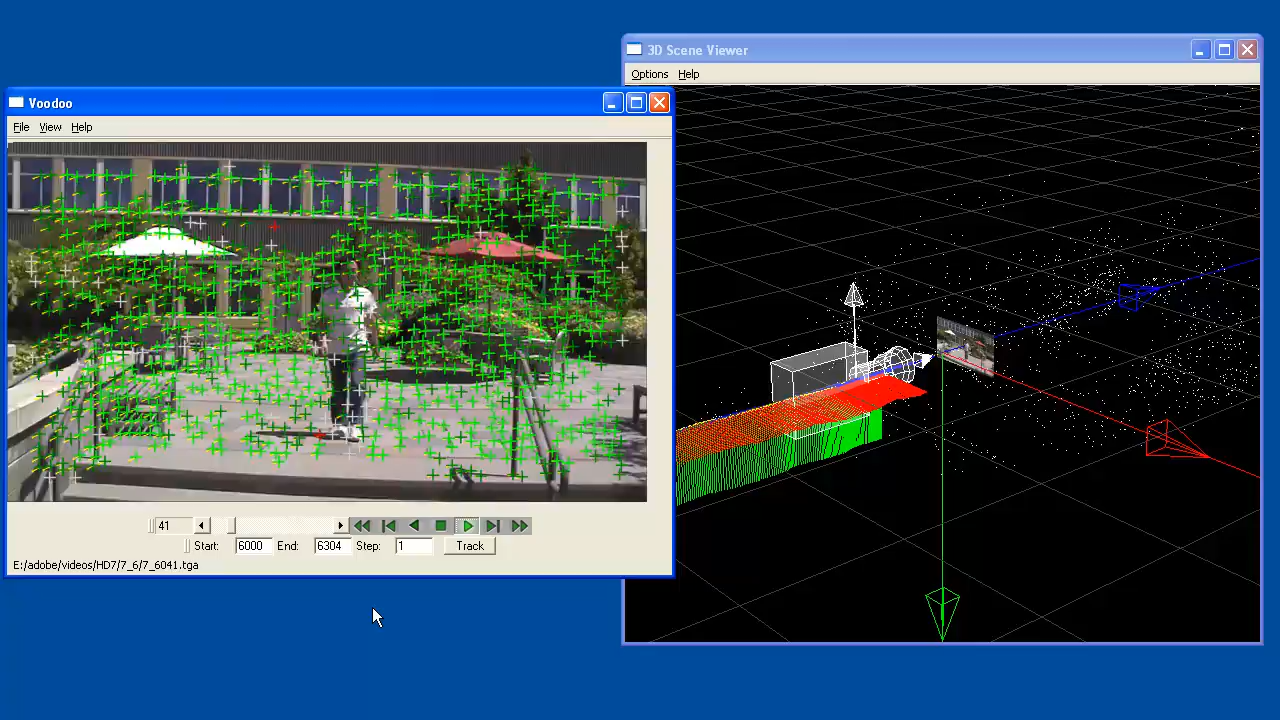 3D Scene Viewer
Options Help
Voodoo
File View Help
41
Start: 6000 End: 6304 Step: 1 Track
E:/adobe/videos/HD7/7_6/7_6041.tga